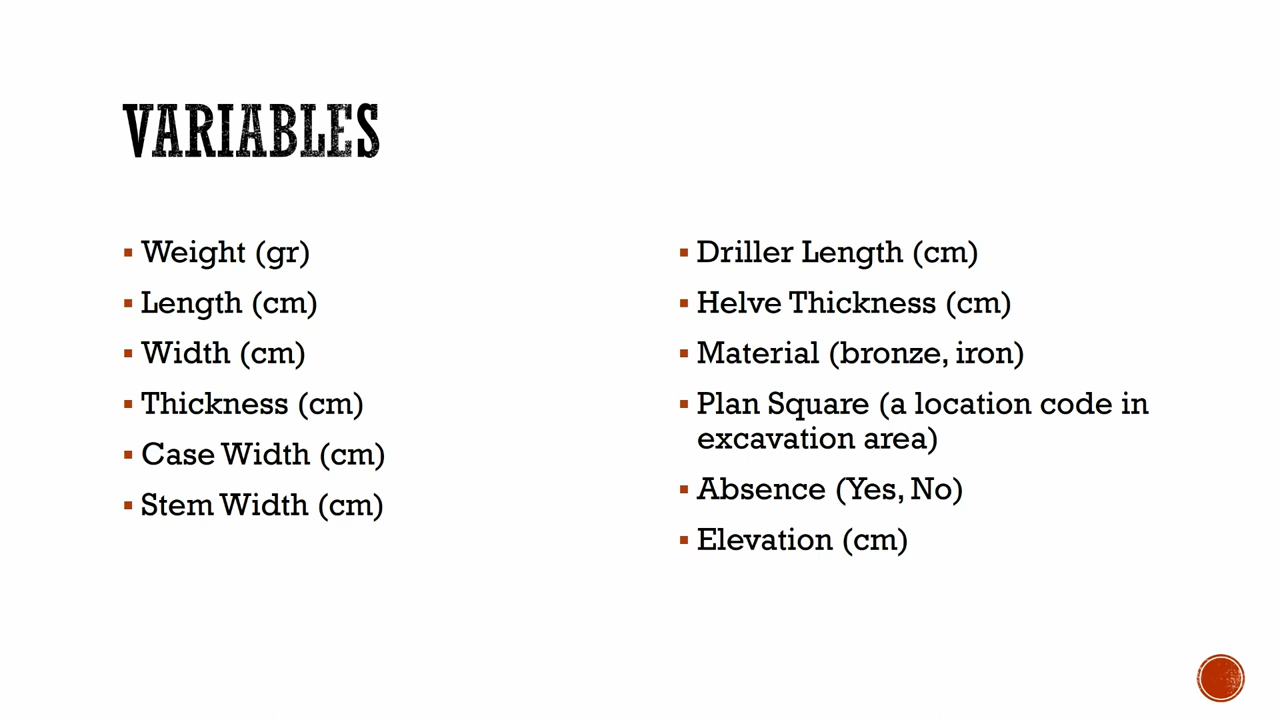 VARIABLES
Weight (gr)
Length (cm)
Width (cm)
Thickness (cm)
Case Width (cm)
Stem Width (cm)
Driller Length (cm)
Helve Thickness (cm)
Material (bronze, iron)
Plan Square (a location code in
excavation area)
Absence (Yes, No)
Elevation (cm)